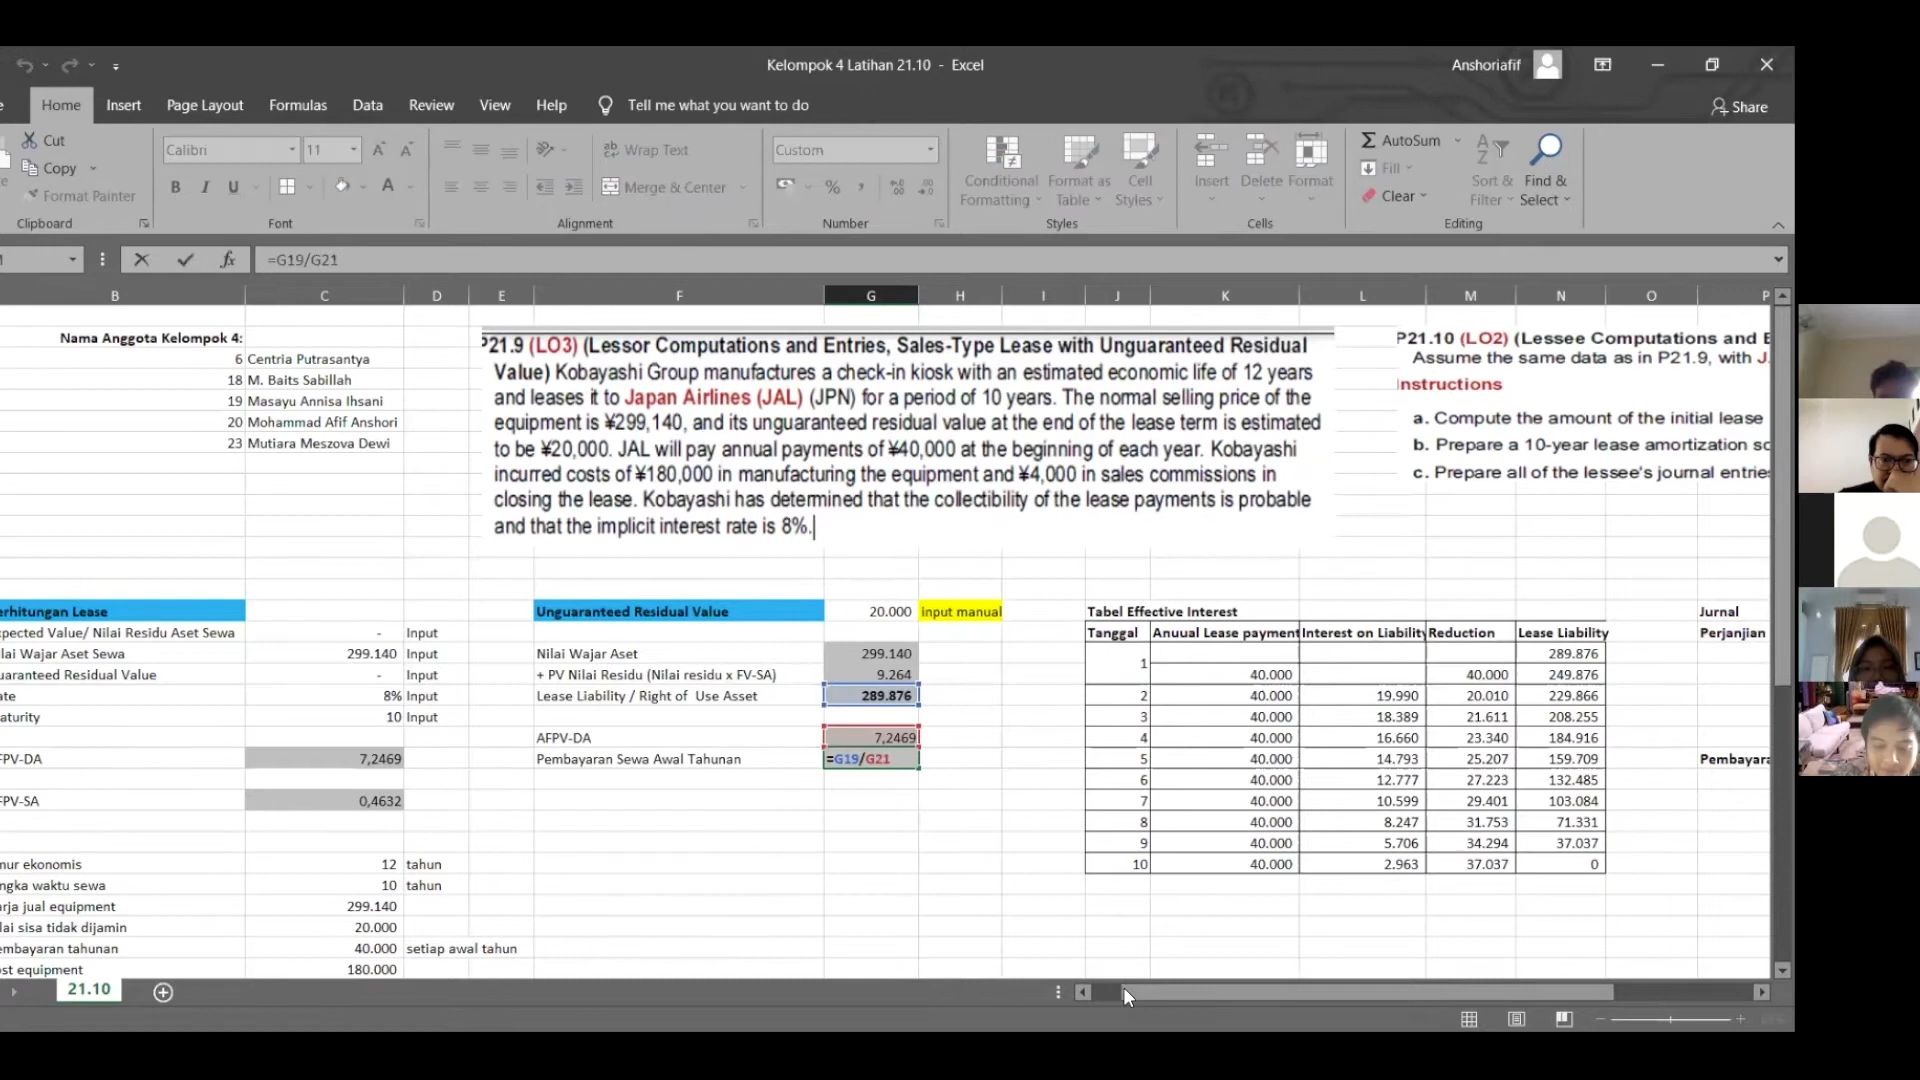 Kelompok 4 Latihan 21.10 - Excel
Anshoriafif
Home Insert Page Layout Formulas Data Review View Help Tell me what you want to do
Share
Cut
Copy
Format Painter
Clipboard
Calibri 11
B I U A
Font
Wrap Text
Merge & Center
Alignment
Custom
%
Number
Conditional Formatting
Format as Table
Cell Styles
Styles
Insert Delete Format
Cells
AutoSum
Fill
Clear
Sort & Filter
Find & Select
Editing
fx =G19/G21
B C D E F G H I J K L M N O P
Nama Anggota Kelompok 4:
6 Centria Putrasantya
18 M. Baits Sabillah
19 Masayu Annisa Ihsani
20 Mohammad Afif Anshori
23 Mutiara Meszova Dewi
P21.9 (LO3) (Lessor Computations and Entries, Sales-Type Lease with Unguaranteed Residual
Value) Kobayashi Group manufactures a check-in kiosk with an estimated economic life of 12 years
and leases it to Japan Airlines (JAL) (JPN) for a period of 10 years. The normal selling price of the
equipment is ¥299,140, and its unguaranteed residual value at the end of the lease term is estimated
to be ¥20,000. JAL will pay annual payments of ¥40,000 at the beginning of each year. Kobayashi
incurred costs of ¥180,000 in manufacturing the equipment and ¥4,000 in sales commissions in
closing the lease. Kobayashi has determined that the collectibility of the lease payments is probable
and that the implicit interest rate is 8%.
P21.10 (LO2) (Lessee Computations and E
Assume the same data as in P21.9, with J
Instructions
a. Compute the amount of the initial lease
b. Prepare a 10-year lease amortization sc
c. Prepare all of the lessee's journal entrie
erhitungan Lease
pected Value/ Nilai Residu Aset Sewa - Input
lai Wajar Aset Sewa 299.140 Input
uaranteed Residual Value - Input
ate 8% Input
aturity 10 Input
FPV-DA 7,2469
FPV-SA 0,4632
mur ekonomis 12 tahun
ngka waktu sewa 10 tahun
arja jual equipment 299.140
lai sisa tidak dijamin 20.000
embayaran tahunan 40.000 setiap awal tahun
ost equipment 180.000
Unguaranteed Residual Value 20.000 input manual
Nilai Wajar Aset 299.140
+ PV Nilai Residu (Nilai residu x FV-SA) 9.264
Lease Liability / Right of Use Asset 289.876
AFPV-DA 7,2469
Pembayaran Sewa Awal Tahunan =G19/G21
Tabel Effective Interest
Tanggal Anuual Lease payment Interest on Liability Reduction Lease Liability
289.876
1 40.000 40.000 249.876
2 40.000 19.990 20.010 229.866
3 40.000 18.389 21.611 208.255
4 40.000 16.660 23.340 184.916
5 40.000 14.793 25.207 159.709
6 40.000 12.777 27.223 132.485
7 40.000 10.599 29.401 103.084
8 40.000 8.247 31.753 71.331
9 40.000 5.706 34.294 37.037
10 40.000 2.963 37.037 0
Jurnal
Perjanjian
Pembayara
21.10